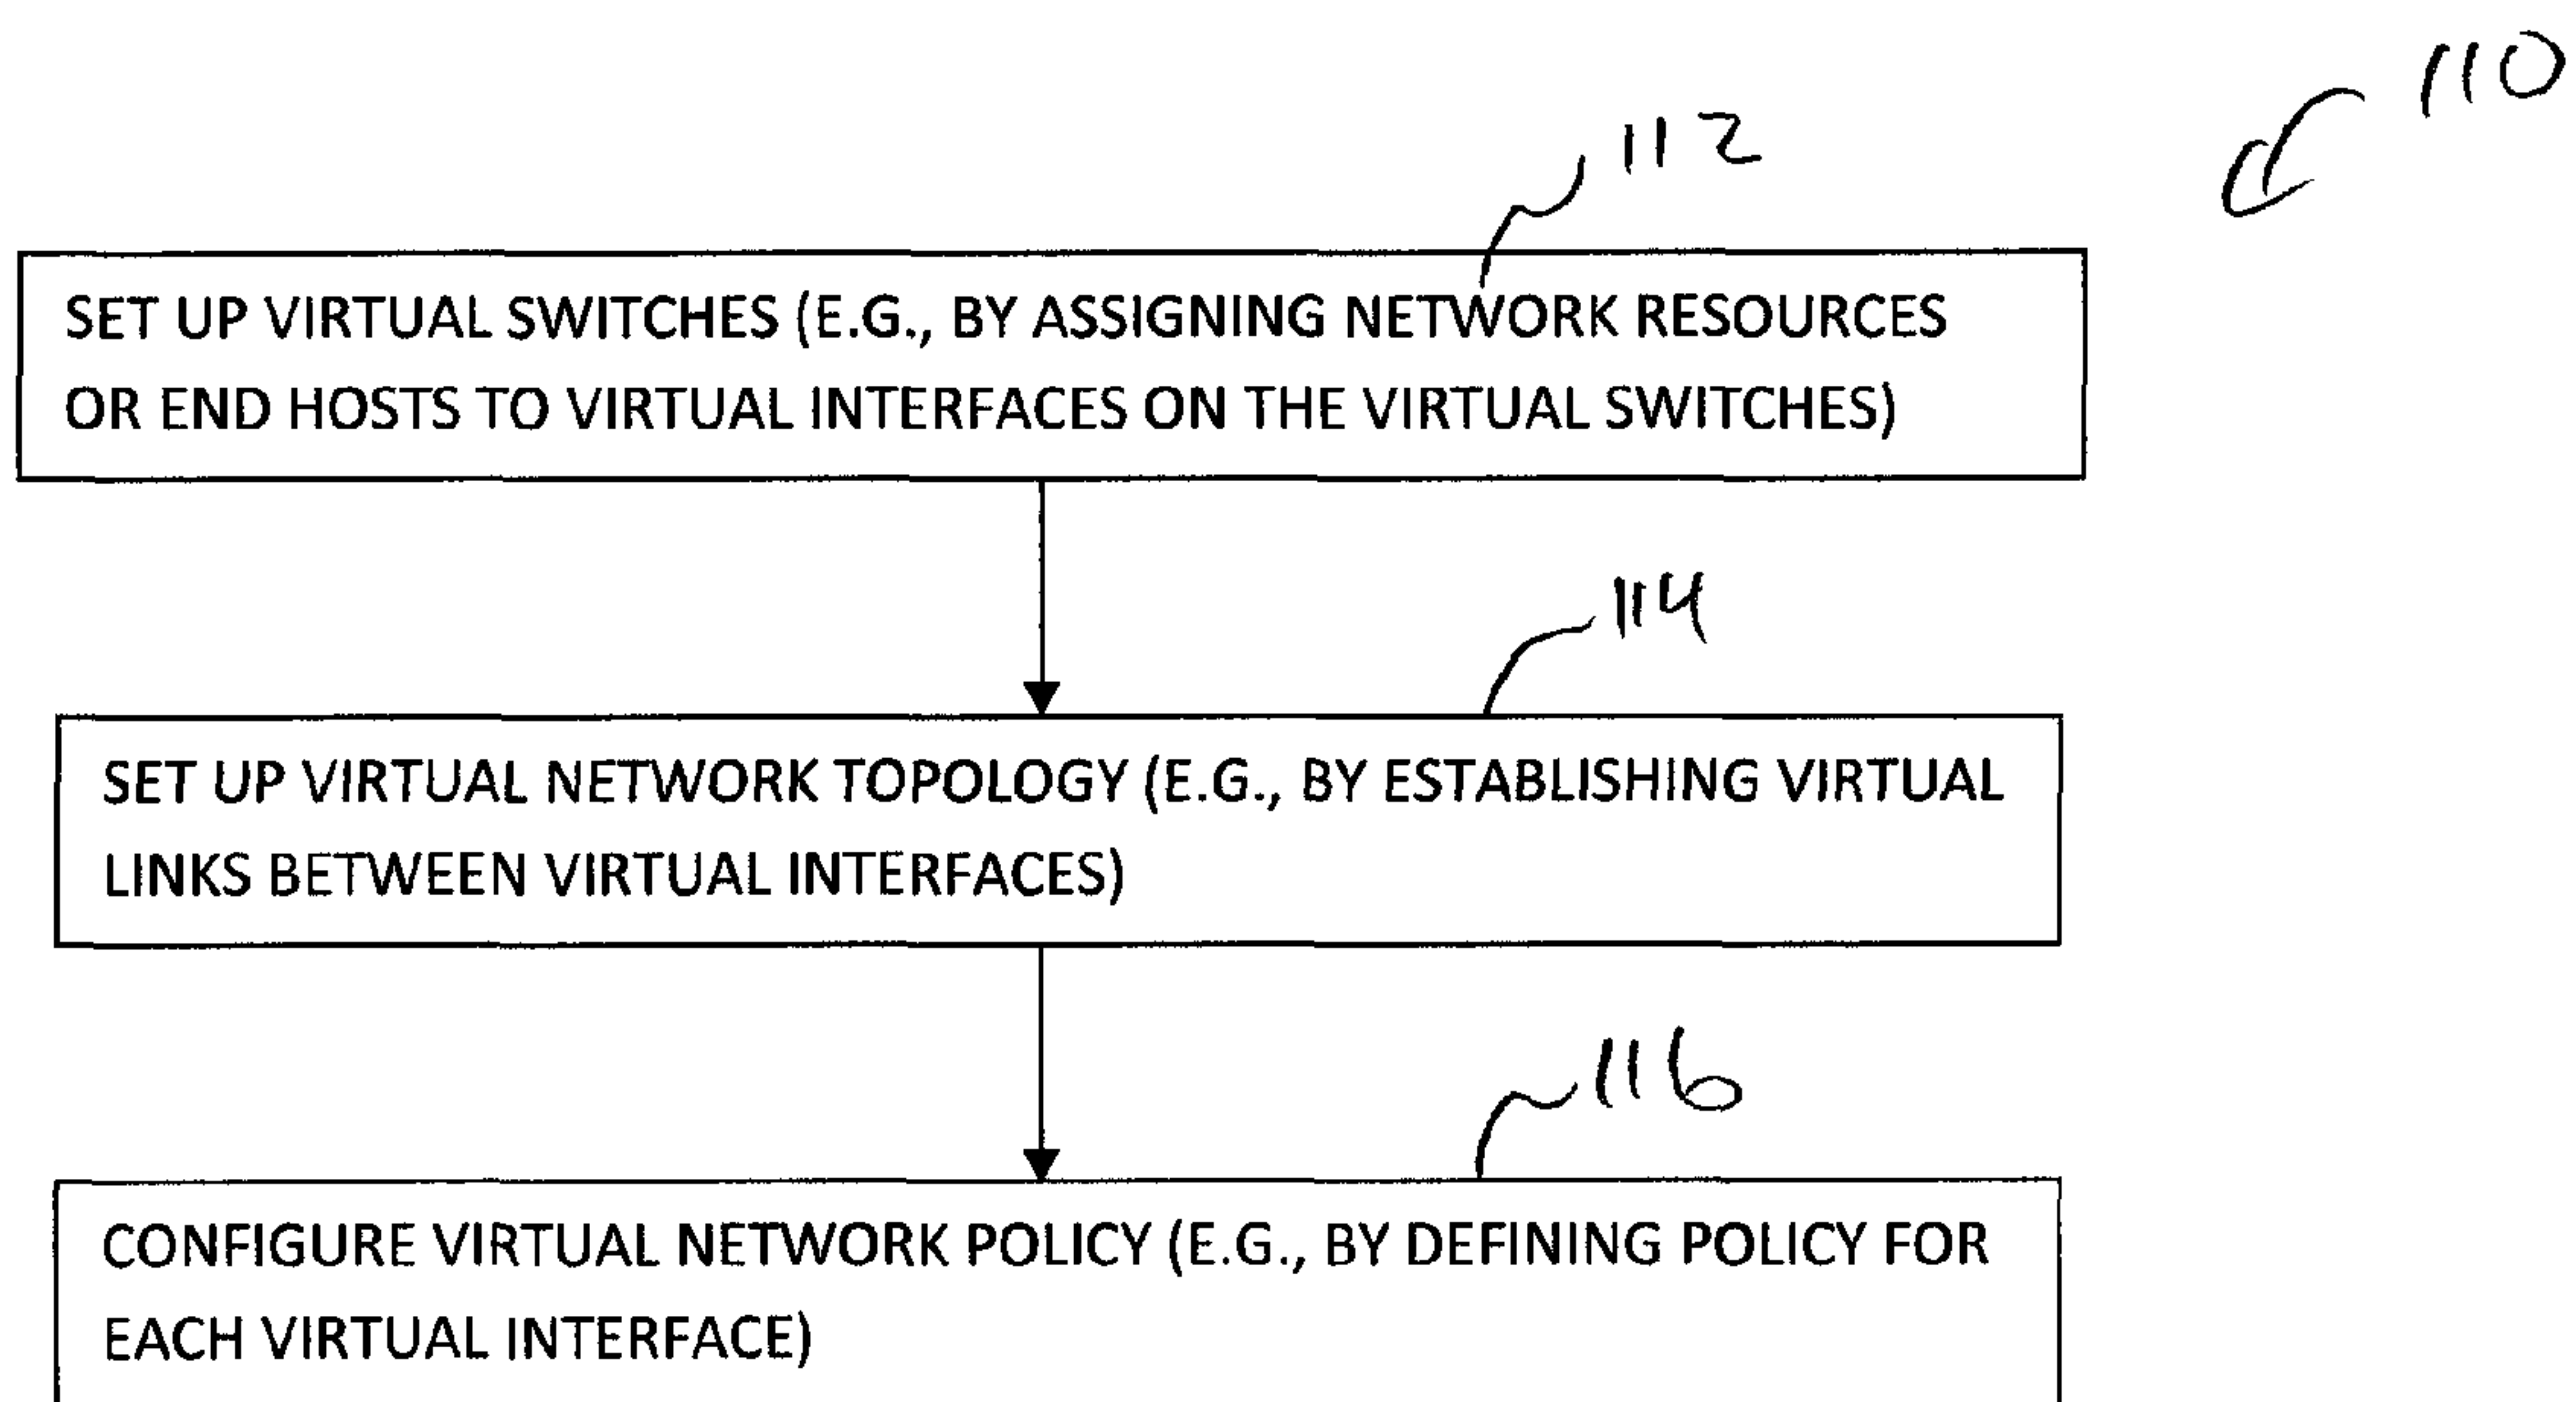 110
112
SET UP VIRTUAL SWITCHES (E.G., BY ASSIGNING NETWORK RESOURCES
OR END HOSTS TO VIRTUAL INTERFACES ON THE VIRTUAL SWITCHES)
114
SET UP VIRTUAL NETWORK TOPOLOGY (E.G., BY ESTABLISHING VIRTUAL
LINKS BETWEEN VIRTUAL INTERFACES)
116
CONFIGURE VIRTUAL NETWORK POLICY (E.G., BY DEFINING POLICY FOR
EACH VIRTUAL INTERFACE)